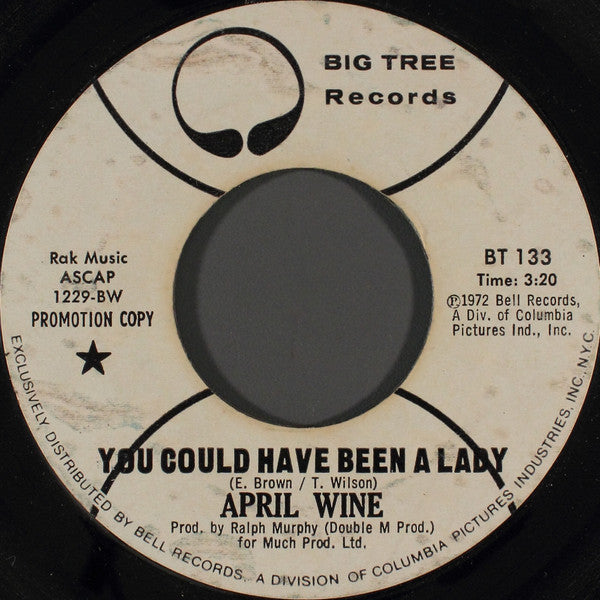 BIG TREE
Records
Rak Music
ASCAP
1229-BW
PROMOTION COPY
BT 133
Time: 3:20
Ⓟ1972 Bell Records,
A Div. of Columbia
Pictures Ind., Inc.
YOU COULD HAVE BEEN A LADY
(E. Brown / T. Wilson)
APRIL WINE
Prod. by Ralph Murphy (Double M Prod.)
for Much Prod. Ltd.
EXCLUSIVELY DISTRIBUTED BY BELL RECORDS, A DIVISION OF COLUMBIA PICTURES INDUSTRIES, INC., N.Y.C.